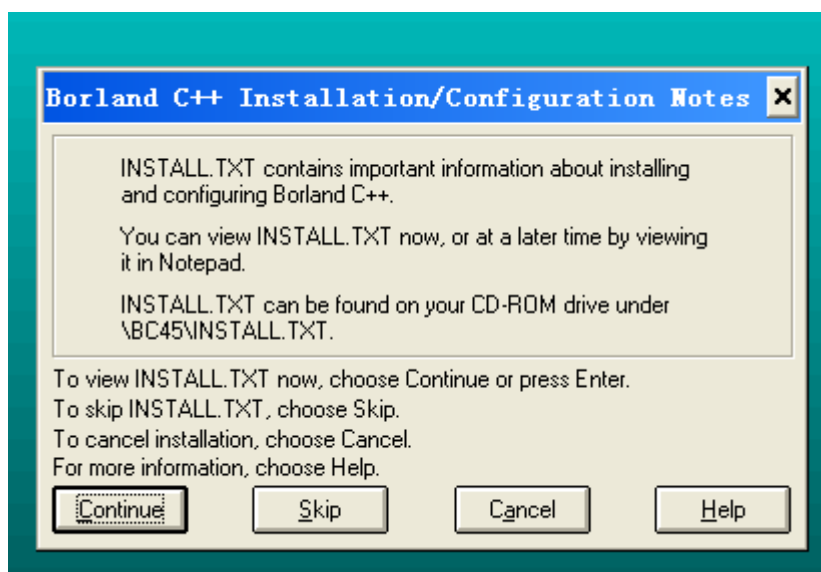 Borland C++ Installation/Configuration Notes
INSTALL.TXT contains important information about installing
and configuring Borland C++.
You can view INSTALL.TXT now, or at a later time by viewing
it in Notepad.
INSTALL.TXT can be found on your CD-ROM drive under
\BC45\INSTALL.TXT.
To view INSTALL.TXT now, choose Continue or press Enter.
To skip INSTALL.TXT, choose Skip.
To cancel installation, choose Cancel.
For more information, choose Help.
Continue Skip Cancel Help